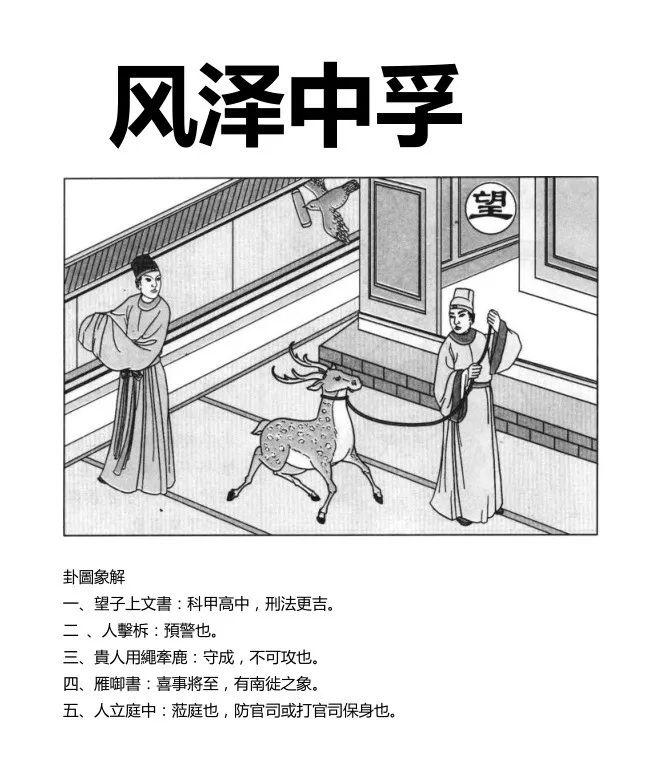 风泽中孚
望
卦圖象解
一、望子上文書：科甲高中，刑法更吉。
二 、人擊柝：預警也。
三、貴人用繩牽鹿：守成，不可攻也。
四、雁啣書：喜事將至，有南徙之象。
五、人立庭中：蒞庭也，防官司或打官司保身也。